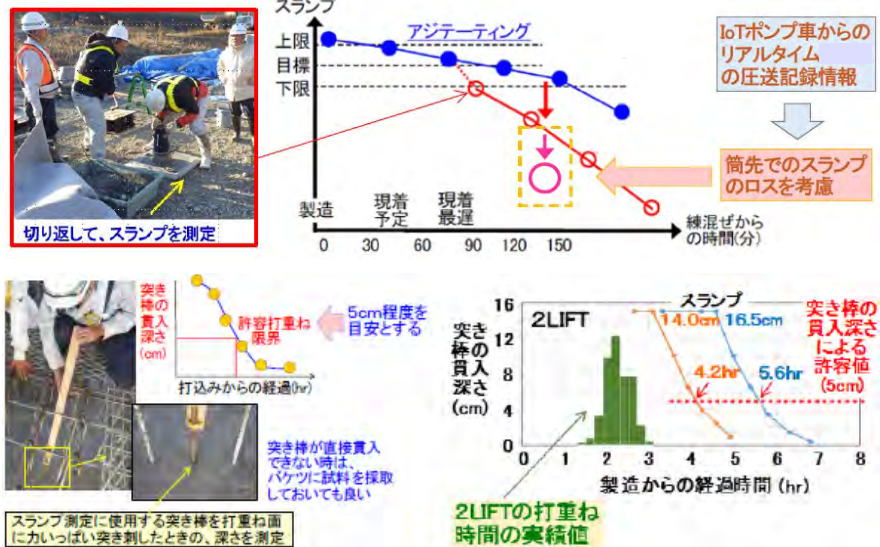 スランプ
上限
目標
下限
アジテーティング
製造
現着
予定
現着
最遅
0 30 60 90 120 150
練混ぜから
の時間(分)
IoTポンプ車からの
リアルタイム
の圧送記録情報
筒先でのスランプ
のロスを考慮
切り返して、スランプを測定
突き
棒の
貫入
深さ
(cm)
許容打重ね
限界
打込みからの経過(hr)
5cm程度を
目安とする
突き棒が直接貫入
できない時は、
バケツに試料を採取
しておいても良い
スランプ測定に使用する突き棒を打重ね面
に力いっぱい突き刺したときの、深さを測定
突き
棒の
貫入
深さ
(cm)
16
12
8
4
0
2LIFT
スランプ
14.0cm
16.5cm
4.2hr
5.6hr
突き棒の
貫入深さ
による
許容値
(5cm)
0 1 2 3 4 5 6 7 8
製造からの経過時間 (hr)
2LIFTの打重ね
時間の実績値